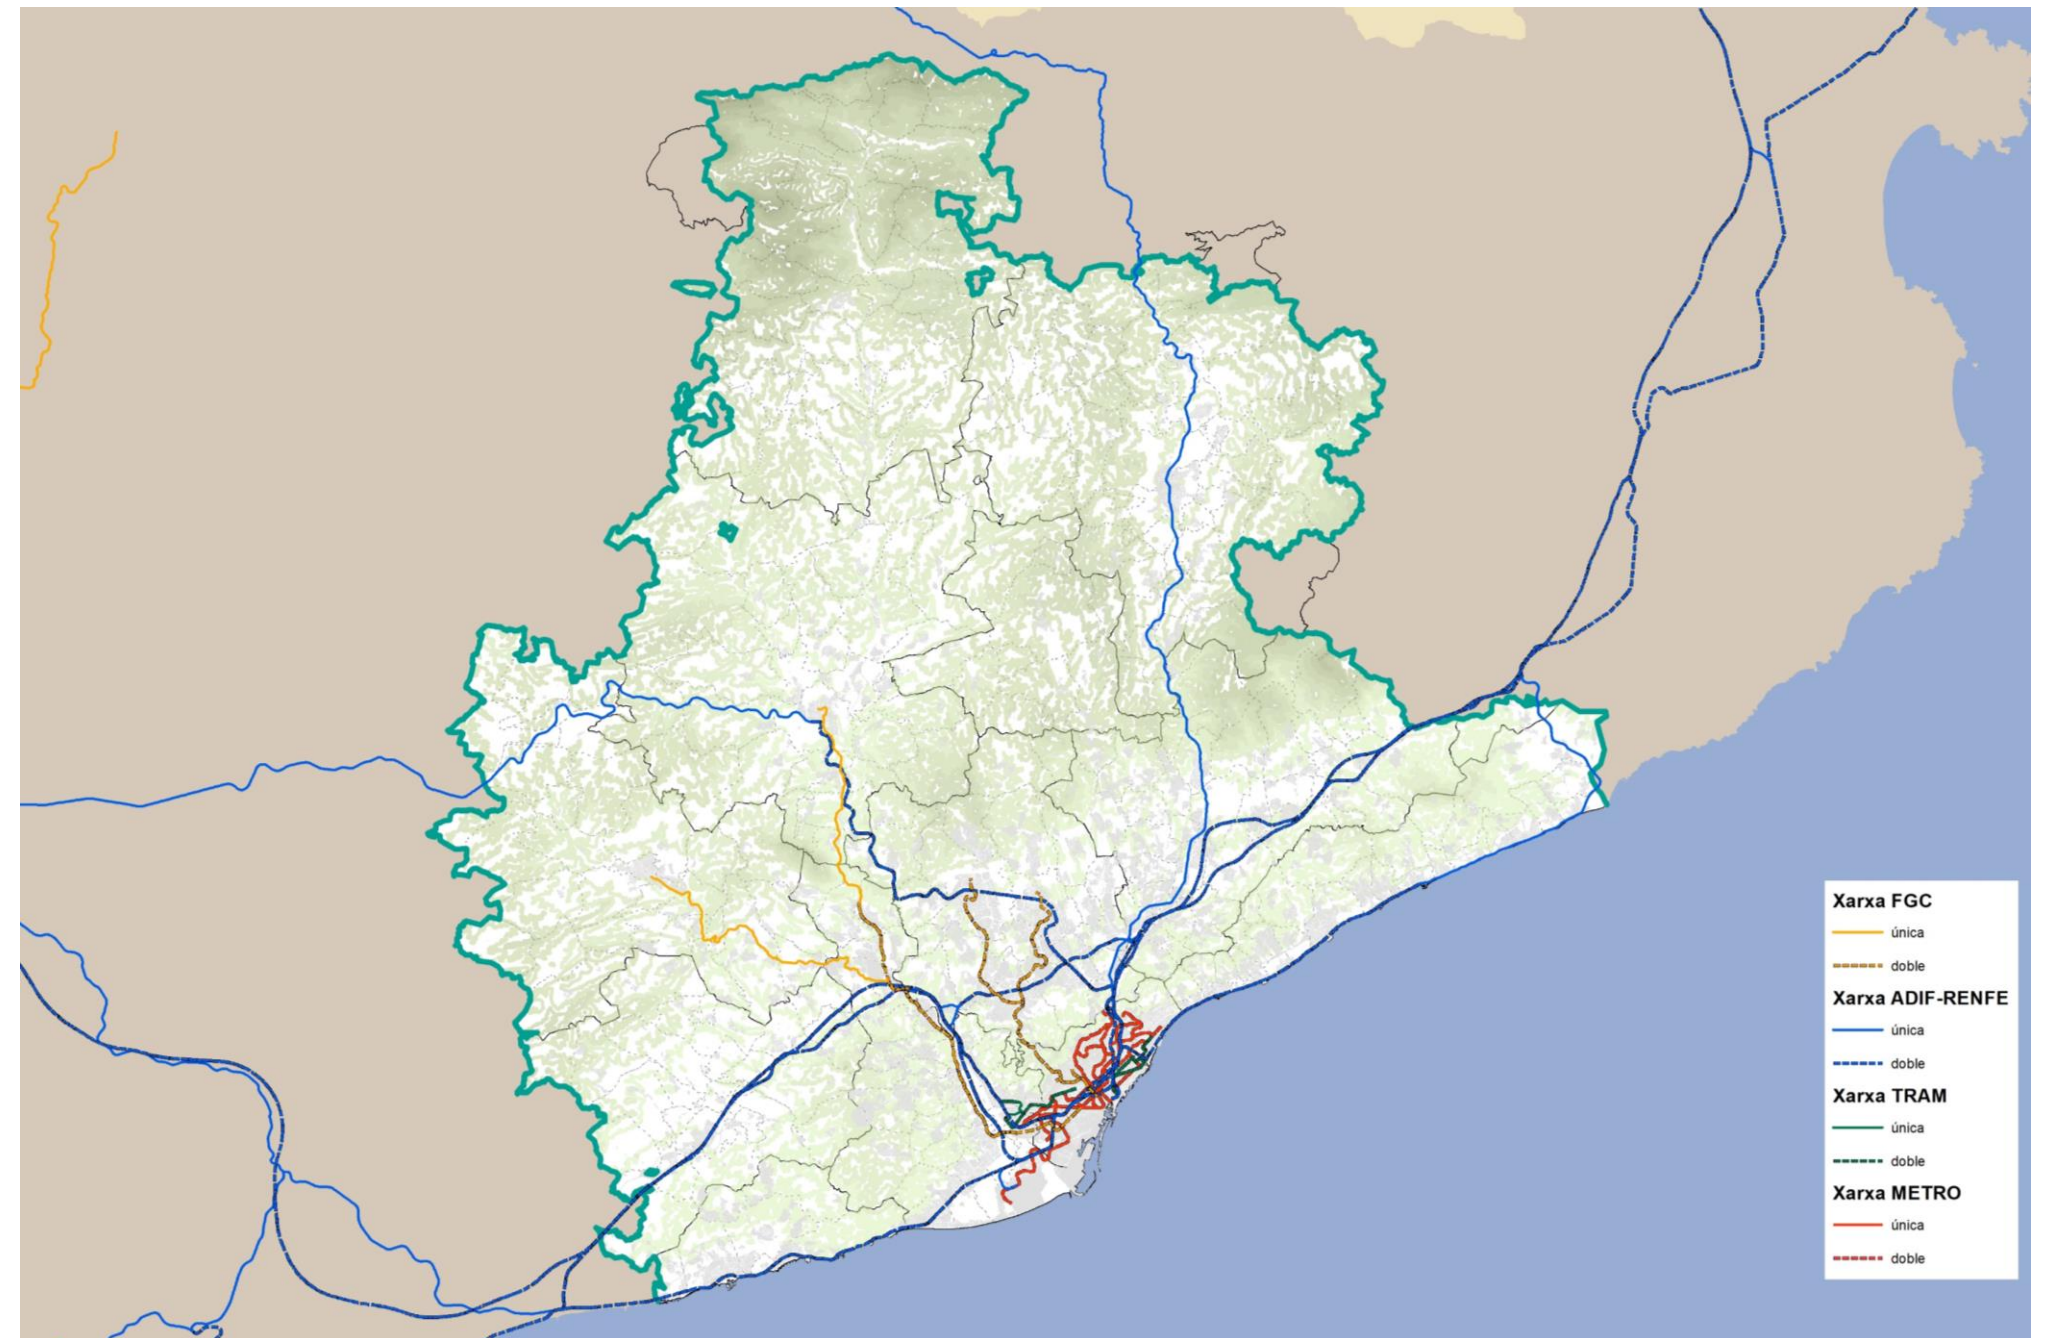 Xarxa FGC
única
doble
Xarxa ADIF-RENFE
única
doble
Xarxa TRAM
única
doble
Xarxa METRO
única
doble